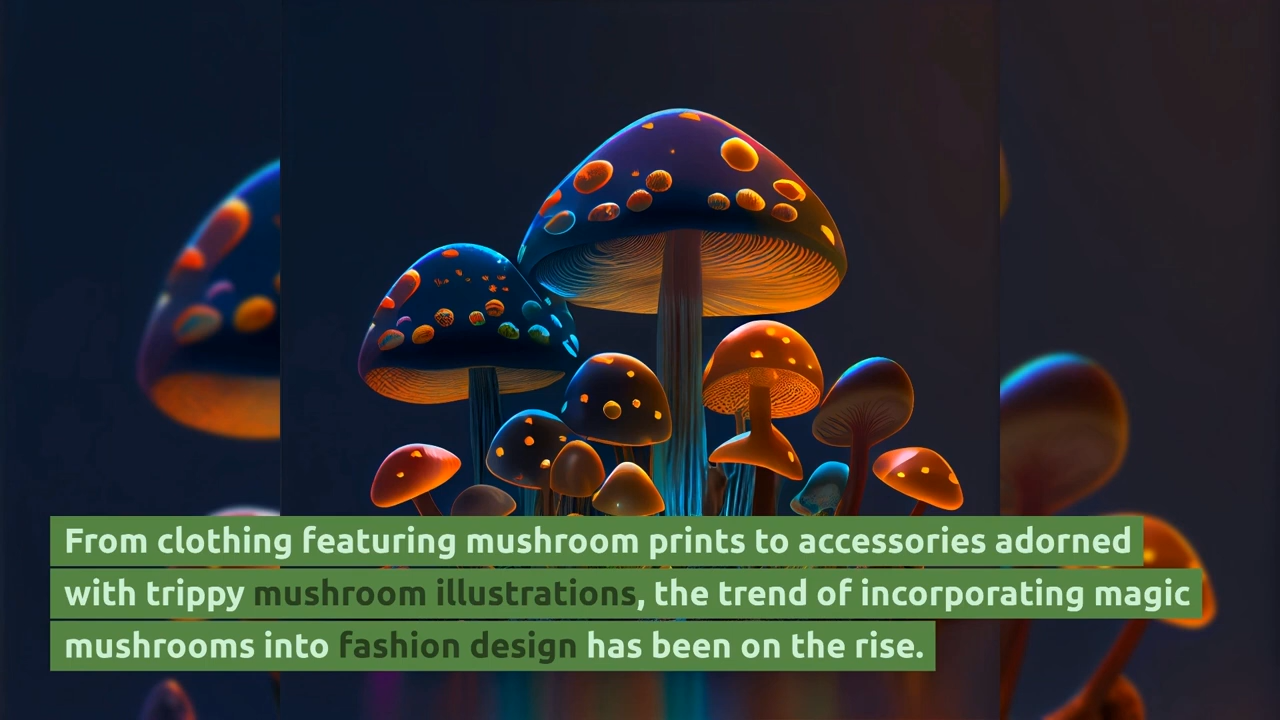 From clothing featuring mushroom prints to accessories adorned
with trippy mushroom illustrations, the trend of incorporating magic
mushrooms into fashion design has been on the rise.